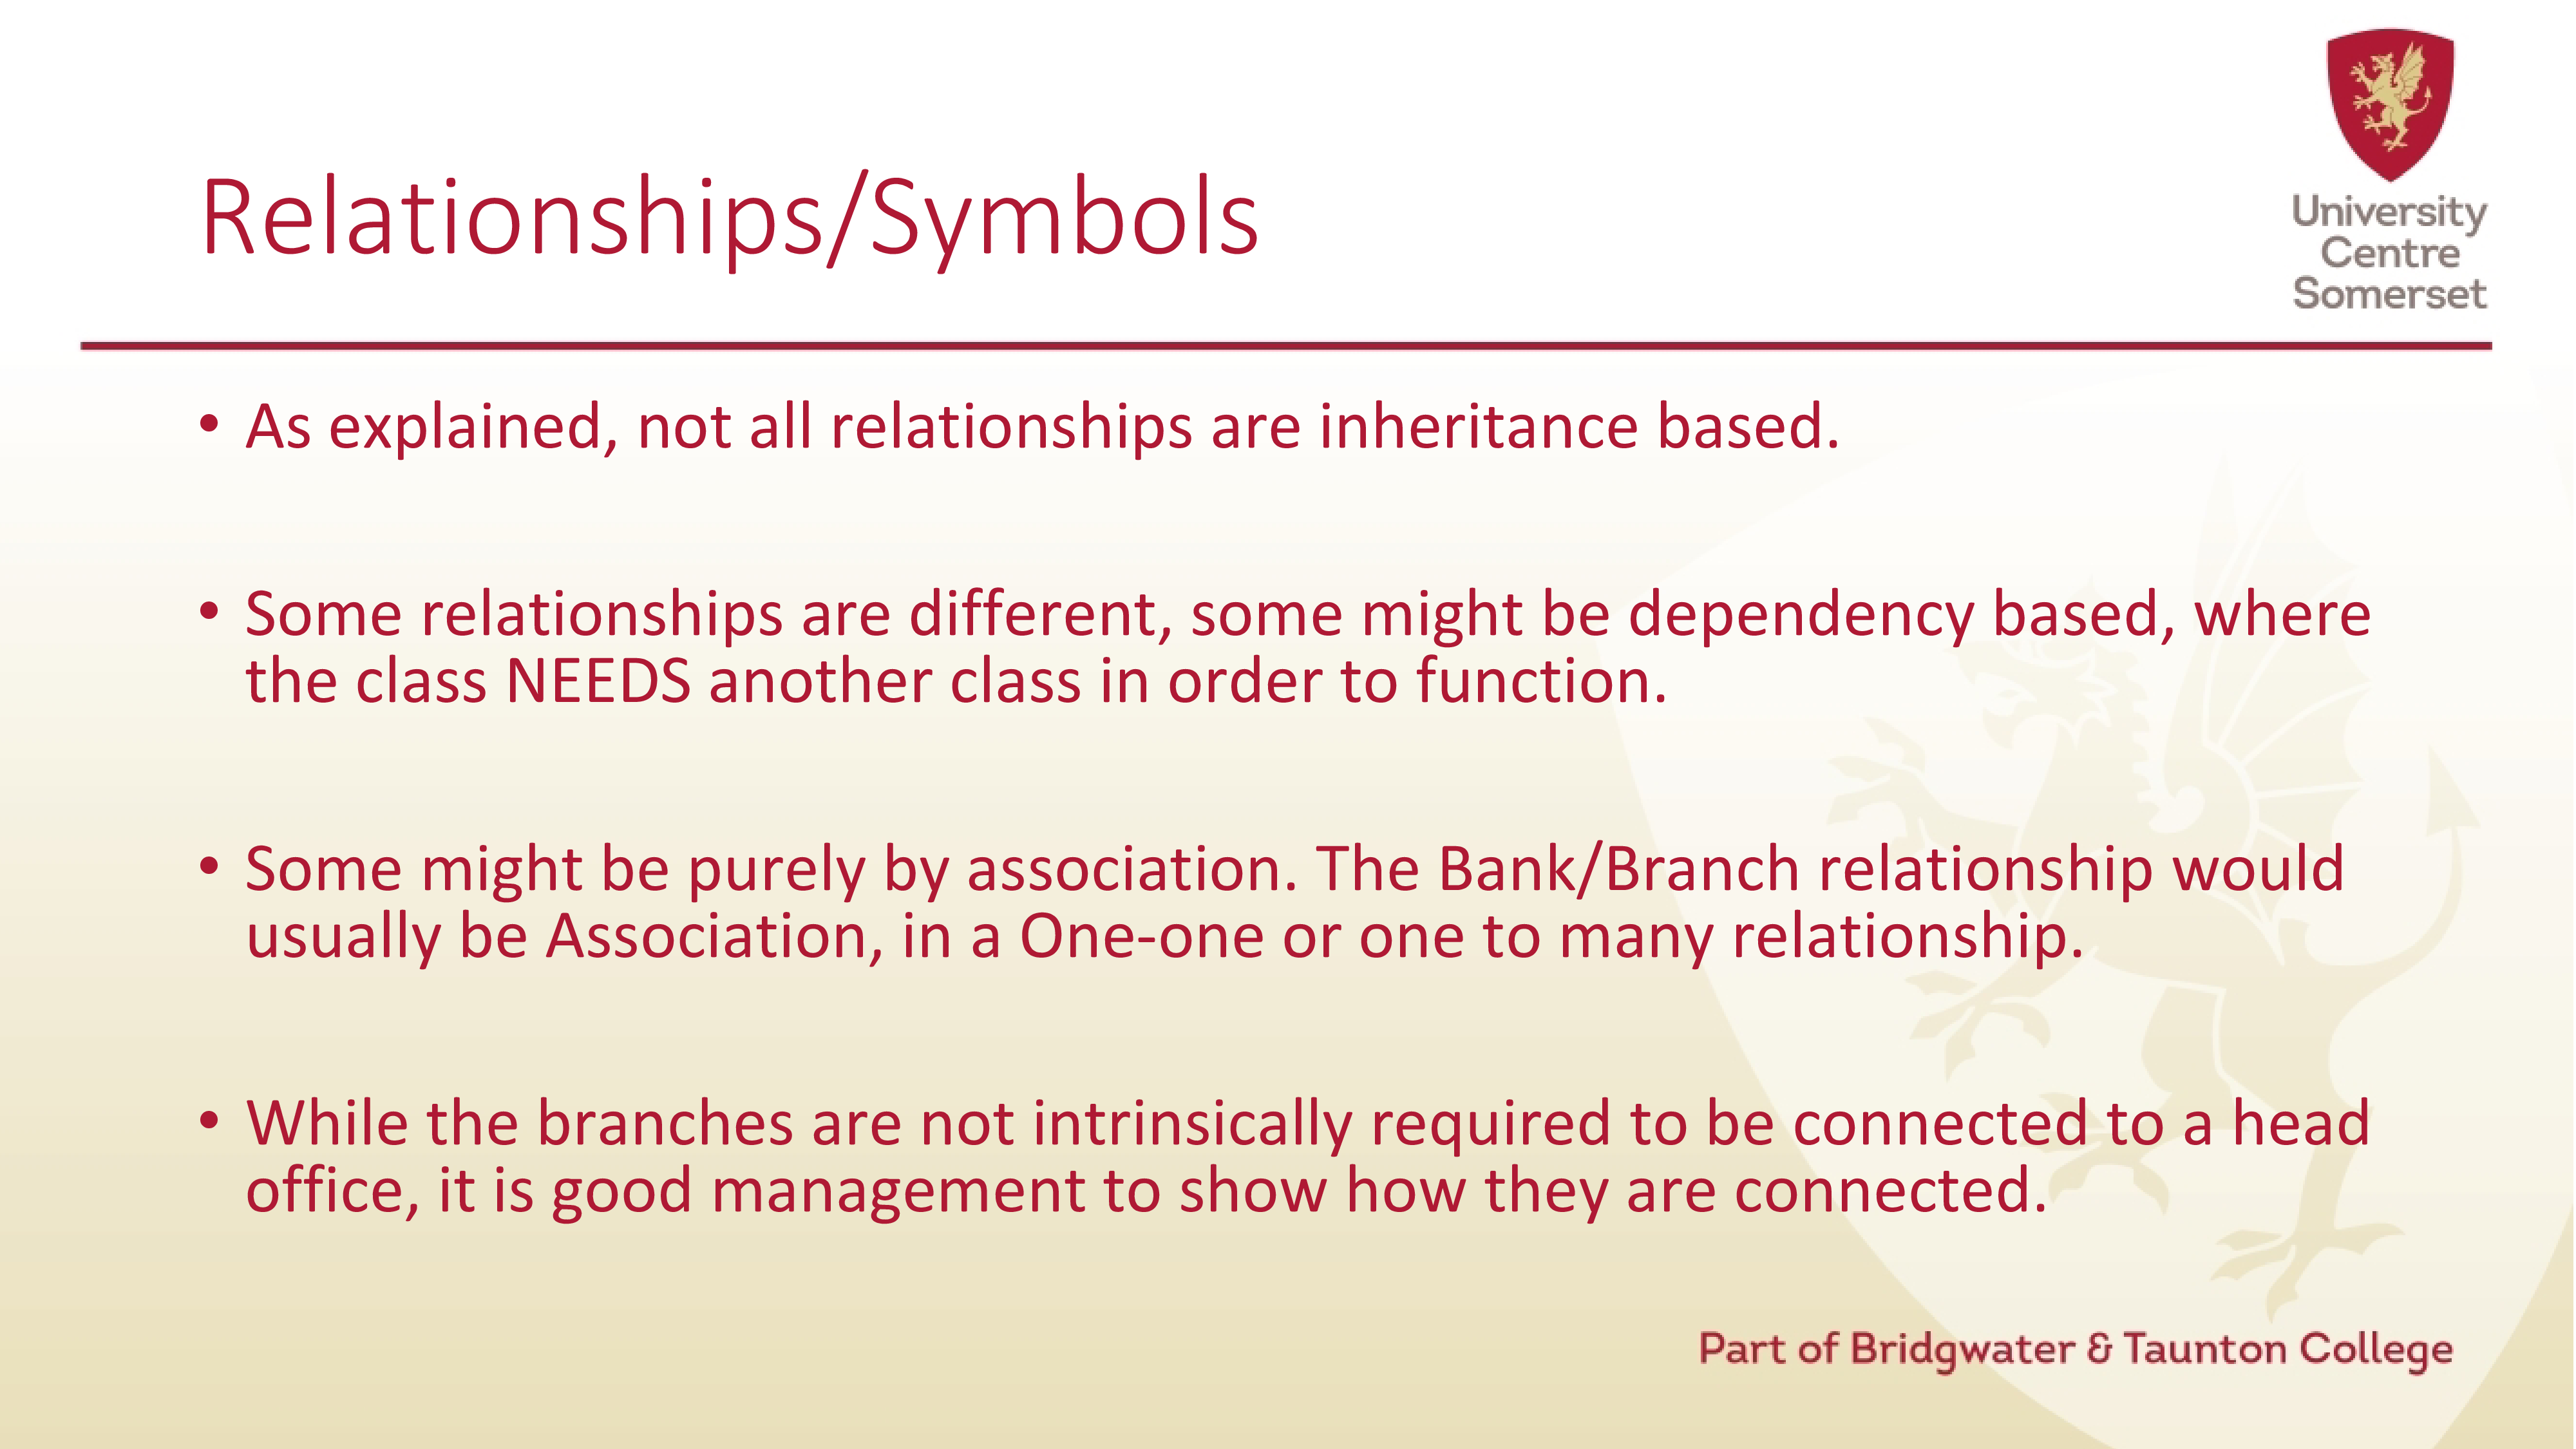 University
Centre
Somerset
Relationships/Symbols
• As explained, not all relationships are inheritance based.
• Some relationships are different, some might be dependency based, where
the class NEEDS another class in order to function.
• Some might be purely by association. The Bank/Branch relationship would
usually be Association, in a One-one or one to many relationship.
• While the branches are not intrinsically required to be connected to a head
office, it is good management to show how they are connected.
Part of Bridgwater & Taunton College